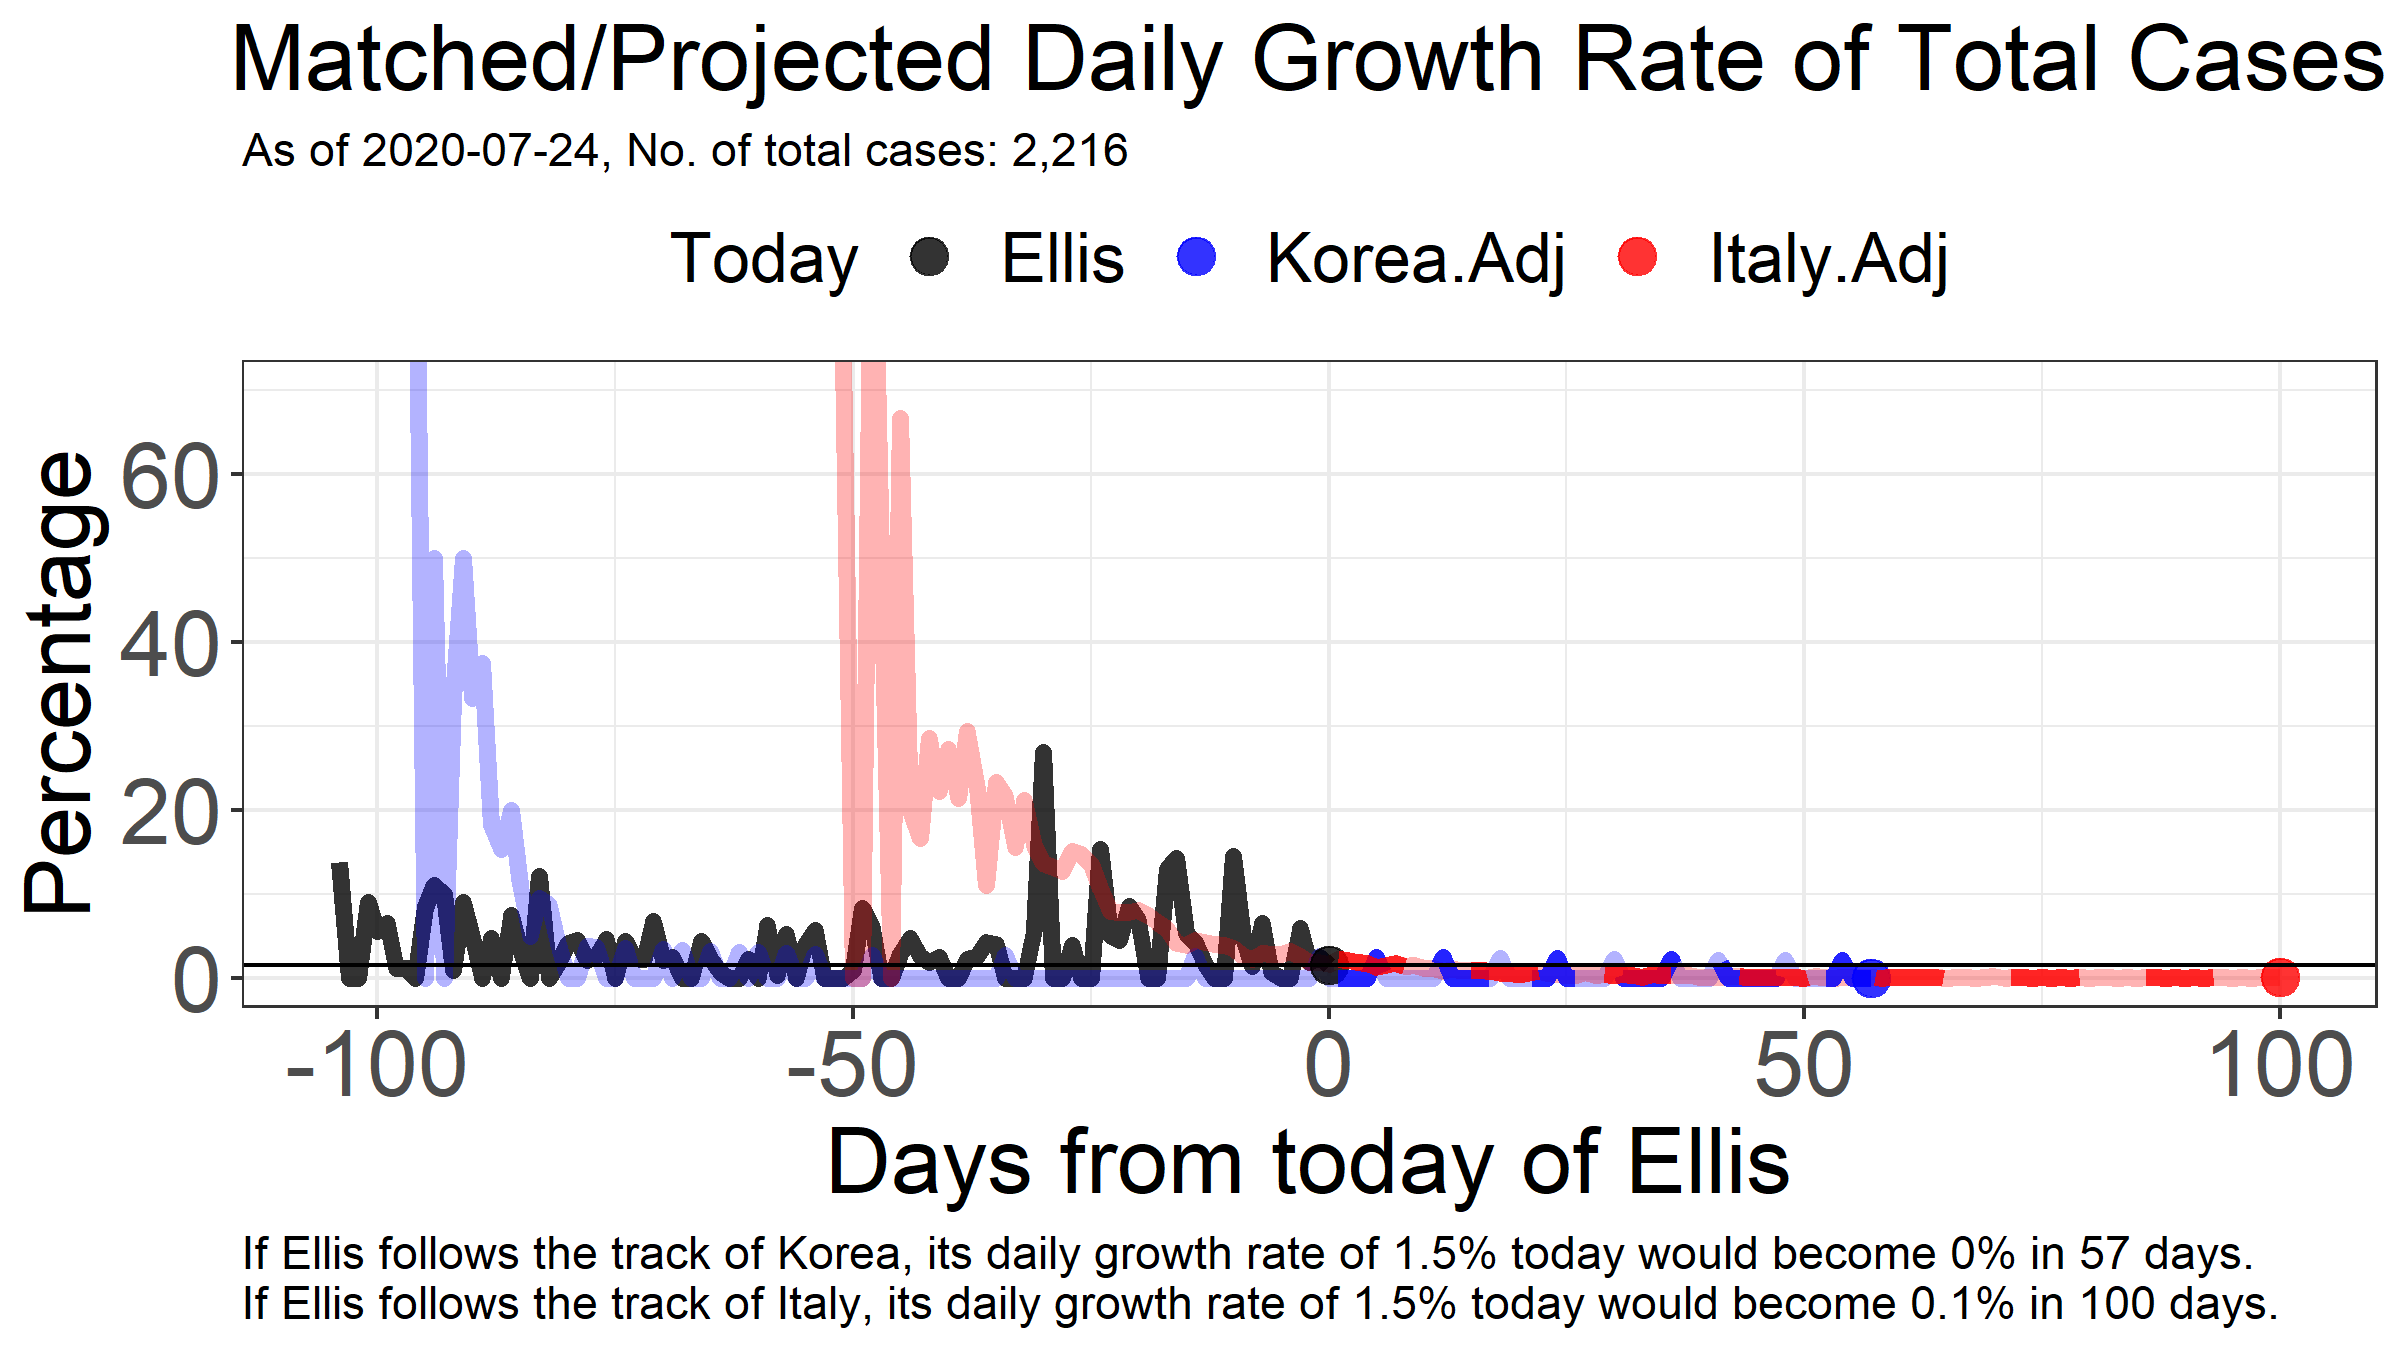 Matched/Projected Daily Growth Rate of Total Cases
As of 2020-07-24, No. of total cases: 2,216
Today Ellis Korea.Adj Italy.Adj
Percentage
60
40
20
0
-100 -50 0 50 100
Days from today of Ellis
If Ellis follows the track of Korea, its daily growth rate of 1.5% today would become 0% in 57 days.
If Ellis follows the track of Italy, its daily growth rate of 1.5% today would become 0.1% in 100 days.